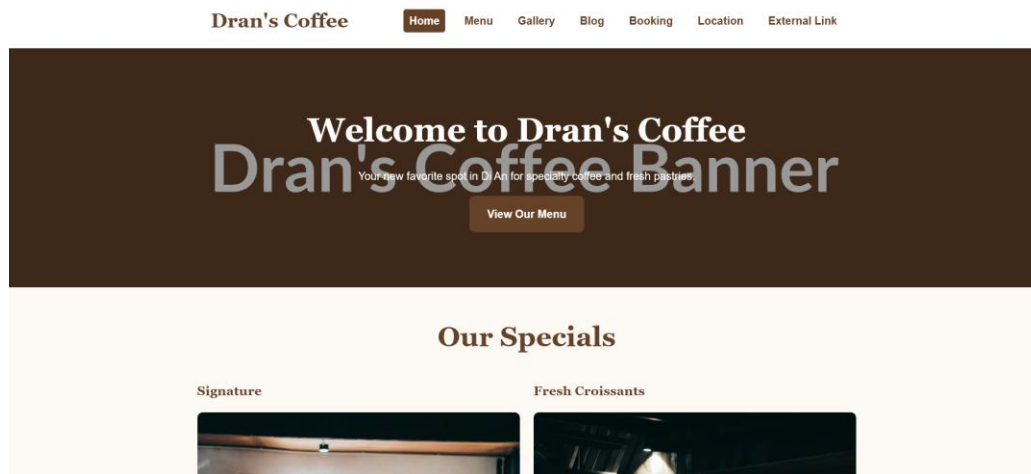 Dran's Coffee
Home Menu Gallery Blog Booking Location External Link
Welcome to Dran's Coffee
Dran's Coffee Banner
Your new favorite spot in Di An for specialty coffee and fresh pastries.
View Our Menu
Our Specials
Signature
Fresh Croissants